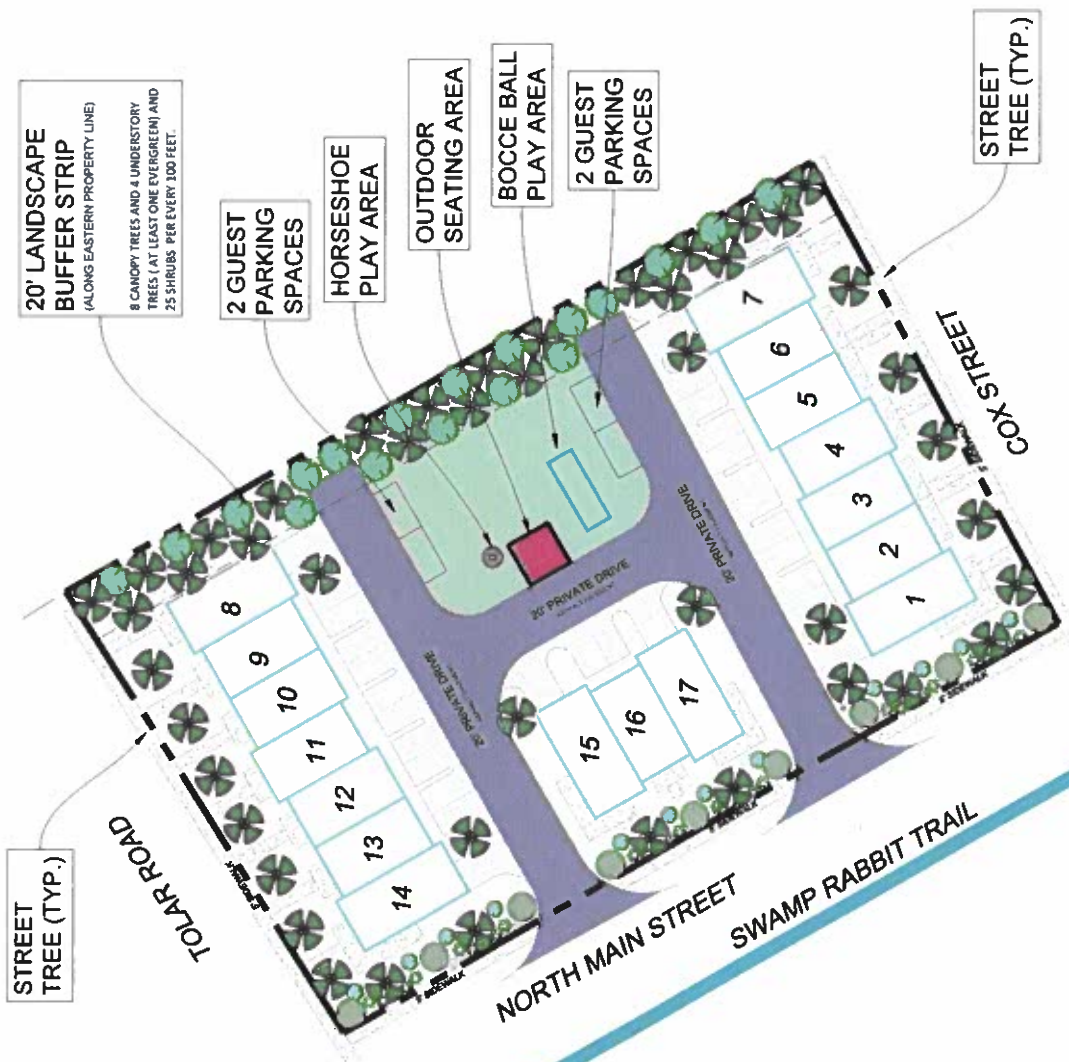 20' LANDSCAPE
BUFFER STRIP
(ALONG EASTERN PROPERTY LINE)
8 CANOPY TREES AND 4 UNDERSTORY
TREES ( AT LEAST ONE EVERGREEN) AND
25 SHRUBS PER EVERY 100 FEET.
2 GUEST
PARKING
SPACES
HORSESHOE
PLAY AREA
OUTDOOR
SEATING AREA
BOCCE BALL
PLAY AREA
2 GUEST
PARKING
SPACES
STREET
TREE (TYP.)
STREET
TREE (TYP.)
TOLAR ROAD
COX STREET
NORTH MAIN STREET
SWAMP RABBIT TRAIL
20' PRIVATE DRIVE
20' PRIVATE DRIVE
20' PRIVATE DRIVE
8
9
10
11
12
13
14
15
16
17
7
6
5
4
3
2
1
SIDEWALK
SIDEWALK
SIDEWALK
SIDEWALK